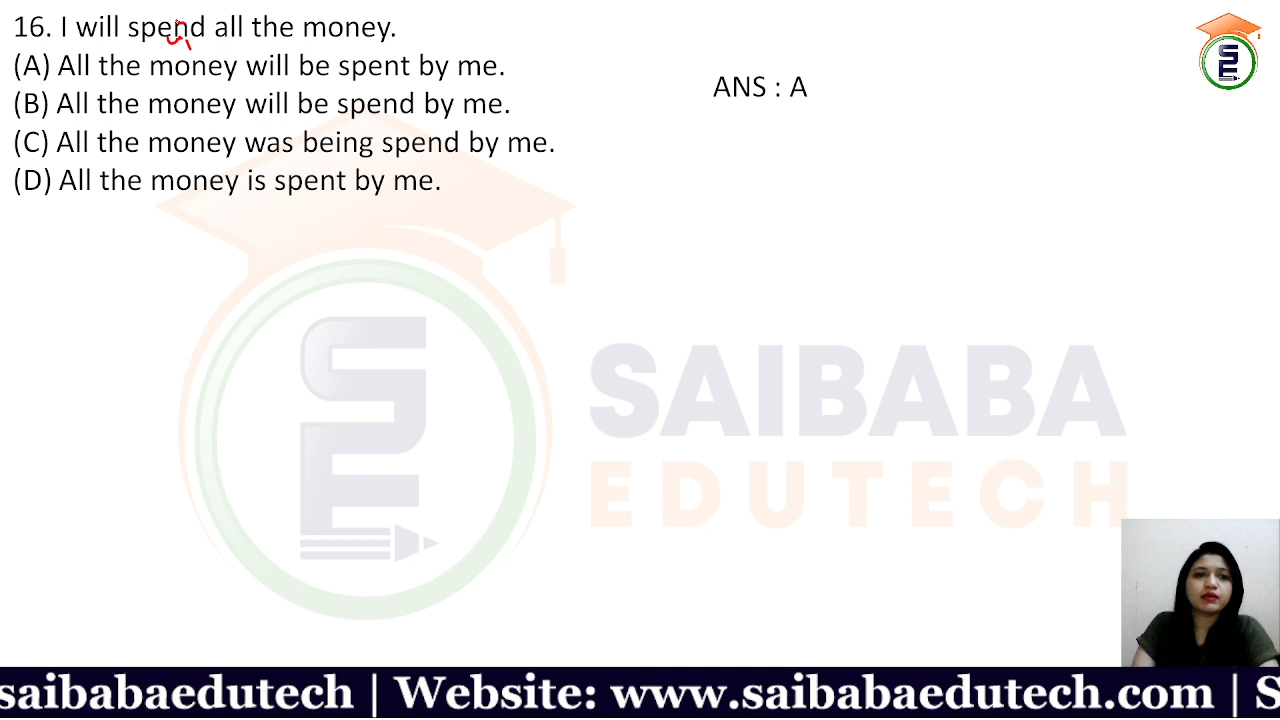 16. I will spend all the money.
(A) All the money will be spent by me.
(B) All the money will be spend by me.
(C) All the money was being spend by me.
(D) All the money is spent by me.
ANS : A
SAIBABA
EDUTECH
saibabaedutech | Website: www.saibabaedutech.com | S